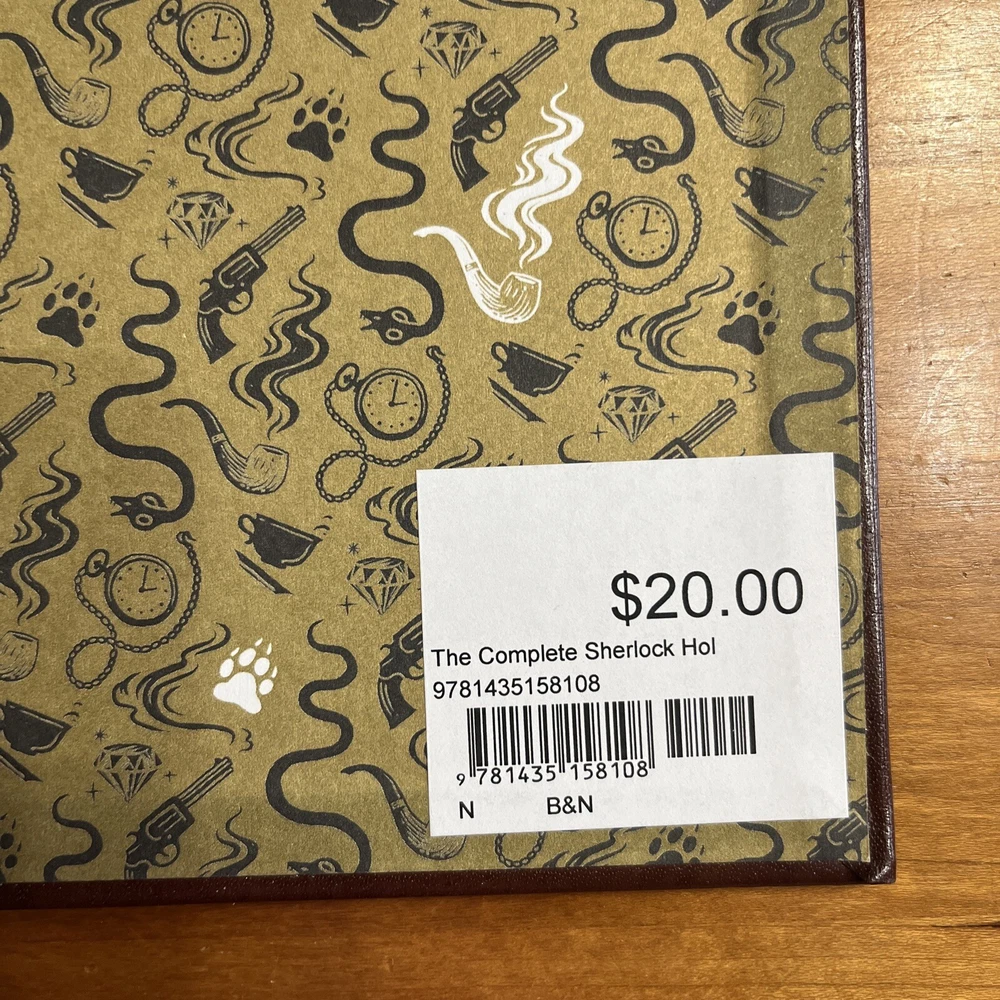 $20.00
The Complete Sherlock Hol
9781435158108
9 781435 158108
N B&N